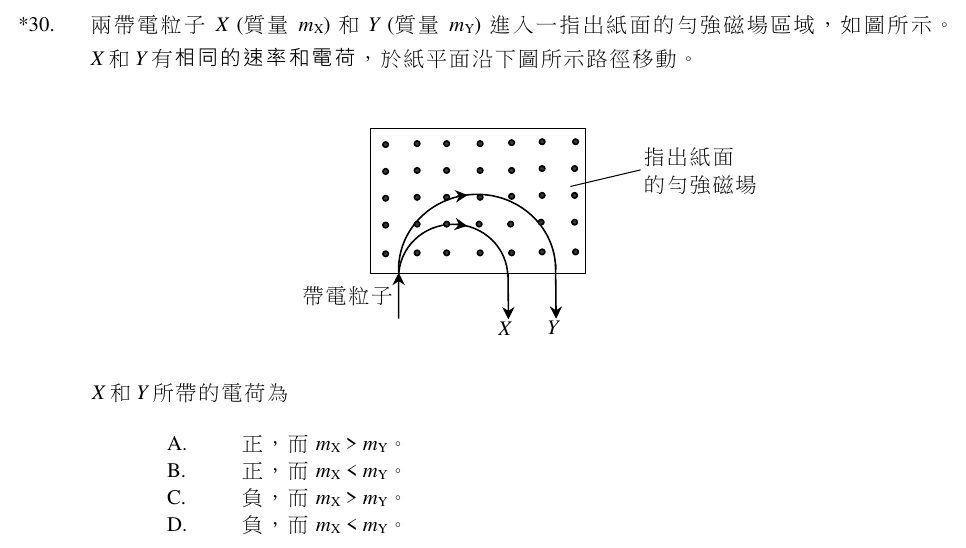 *30. 兩帶電粒子 X (質量 mX) 和 Y (質量 mY) 進入一指出紙面的勻強磁場區域，如圖所示。
X 和 Y 有相同的速率和電荷，於紙平面沿下圖所示路徑移動。
指出紙面
的勻強磁場
帶電粒子
X Y
X 和 Y 所帶的電荷為
A. 正，而 mX > mY。
B. 正，而 mX < mY。
C. 負，而 mX > mY。
D. 負，而 mX < mY。